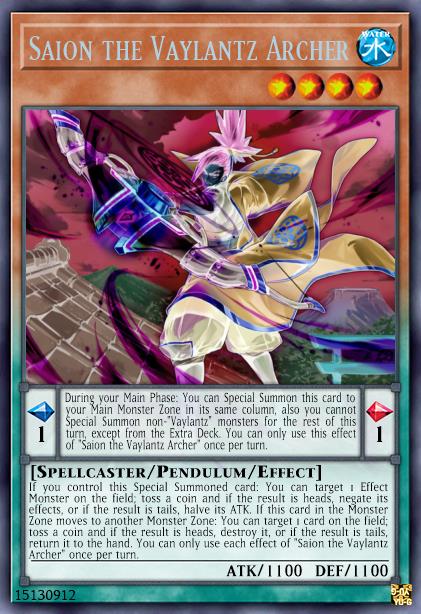 SAION THE VAYLANTZ ARCHER
WATER
水
During your Main Phase: You can Special Summon this card to
your Main Monster Zone in its same column, also you cannot
Special Summon non-"Vaylantz" monsters for the rest of this
turn, except from the Extra Deck. You can only use this effect
of "Saion the Vaylantz Archer" once per turn.
1
1
[SPELLCASTER/PENDULUM/EFFECT]
If you control this Special Summoned card: You can target 1 Effect
Monster on the field; toss a coin and if the result is heads, negate its
effects, or if the result is tails, halve its ATK. If this card in the Monster
Zone moves to another Monster Zone: You can target 1 card on the field;
toss a coin and if the result is heads, destroy it, or if the result is tails,
return it to the hand. You can only use each effect of "Saion the Vaylantz
Archer" once per turn.
ATK/1100 DEF/1100
15130912